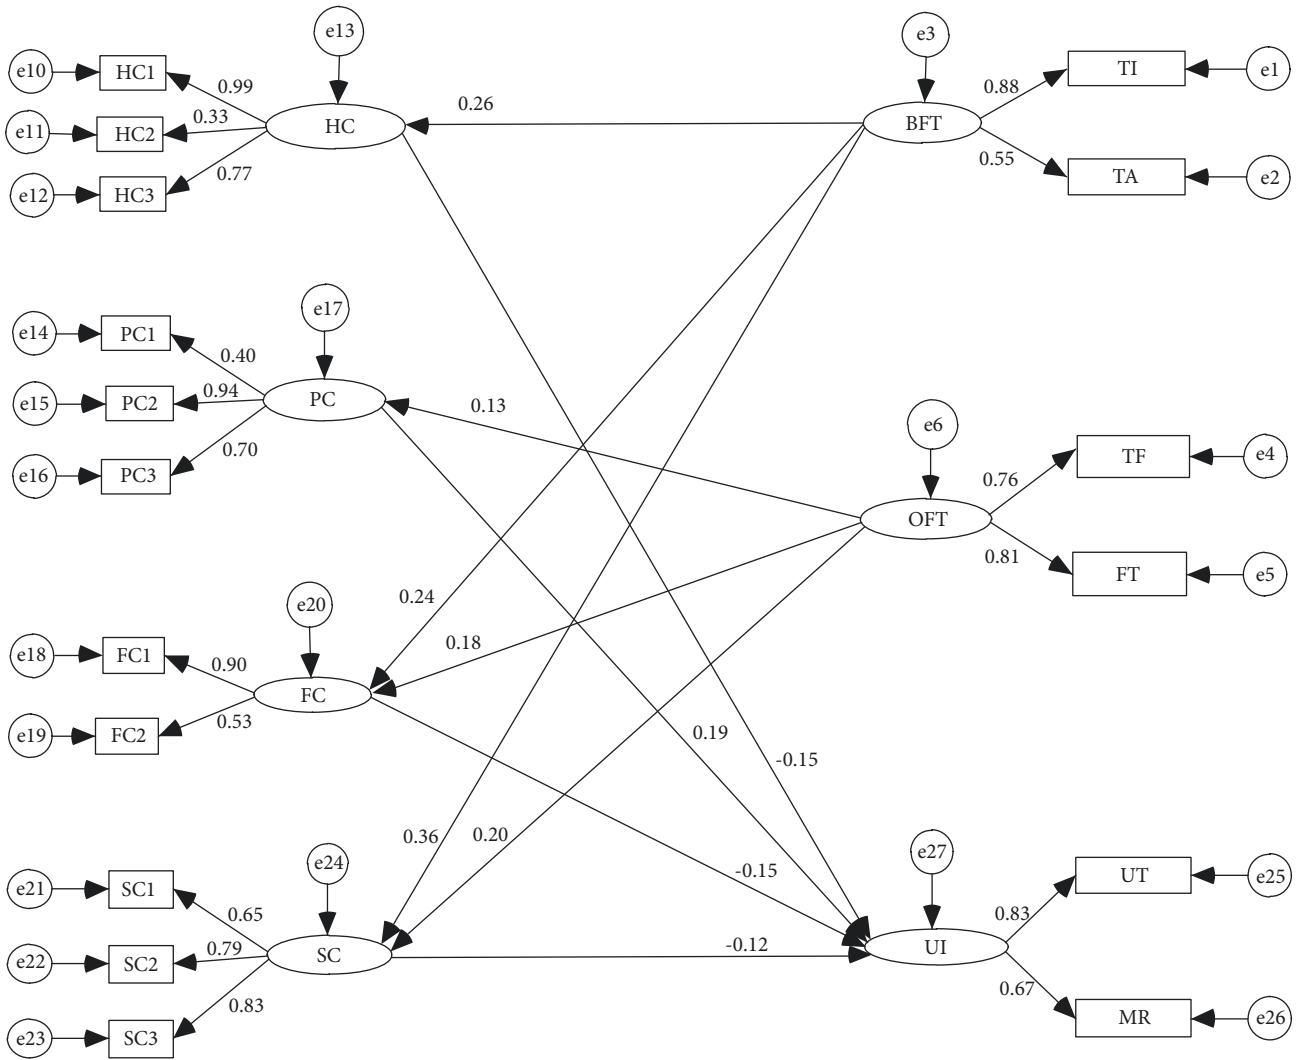 e13
e3
e10
HC1
0.99
TI
e1
0.88
0.26
HC
BFT
e11
HC2
0.33
0.55
e12
HC3
0.77
TA
e2
e17
e14
PC1
0.40
e15
PC2
0.94
PC
0.13
e6
e16
PC3
0.70
TF
e4
0.76
OFT
0.81
FT
e5
e20
0.24
e18
FC1
0.90
0.18
FC
e19
FC2
0.53
0.19
-0.15
0.36
0.20
e24
e27
e21
SC1
0.65
-0.15
UT
e25
0.83
e22
SC2
0.79
SC
-0.12
UI
0.67
e23
SC3
0.83
MR
e26